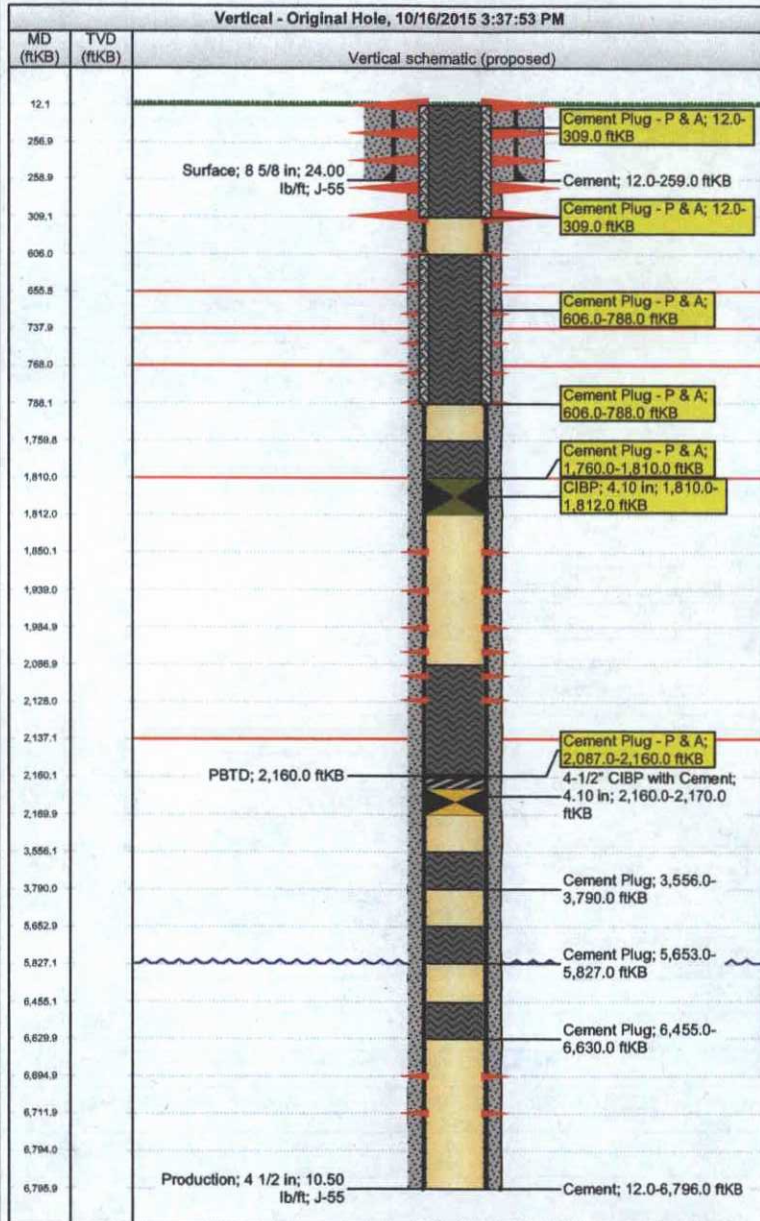 Vertical - Original Hole, 10/16/2015 3:37:53 PM
MD
(ftKB)
TVD
(ftKB)
Vertical schematic (proposed)
12.1
Cement Plug - P & A; 12.0-
309.0 ftKB
256.9
Surface; 8 5/8 in; 24.00
lb/ft; J-55
258.9
Cement; 12.0-259.0 ftKB
309.1
Cement Plug - P & A; 12.0-
309.0 ftKB
606.0
655.8
Cement Plug - P & A;
606.0-788.0 ftKB
737.9
768.0
788.1
Cement Plug - P & A;
606.0-788.0 ftKB
1,759.8
Cement Plug - P & A;
1,760.0-1,810.0 ftKB
1,810.0
CIBP; 4.10 in; 1,810.0-
1,812.0 ftKB
1,812.0
1,850.1
1,939.0
1,984.9
2,086.9
2,128.0
2,137.1
Cement Plug - P & A;
2,087.0-2,160.0 ftKB
PBTD; 2,160.0 ftKB
2,160.1
4-1/2" CIBP with Cement;
4.10 in; 2,160.0-2,170.0
ftKB
2,169.9
3,556.1
Cement Plug; 3,556.0-
3,790.0 ftKB
3,790.0
5,652.9
Cement Plug; 5,653.0-
5,827.0 ftKB
5,827.1
6,455.1
Cement Plug; 6,455.0-
6,630.0 ftKB
6,629.9
6,694.9
6,711.9
6,794.0
Production; 4 1/2 in; 10.50
lb/ft; J-55
6,795.9
Cement; 12.0-6,796.0 ftKB